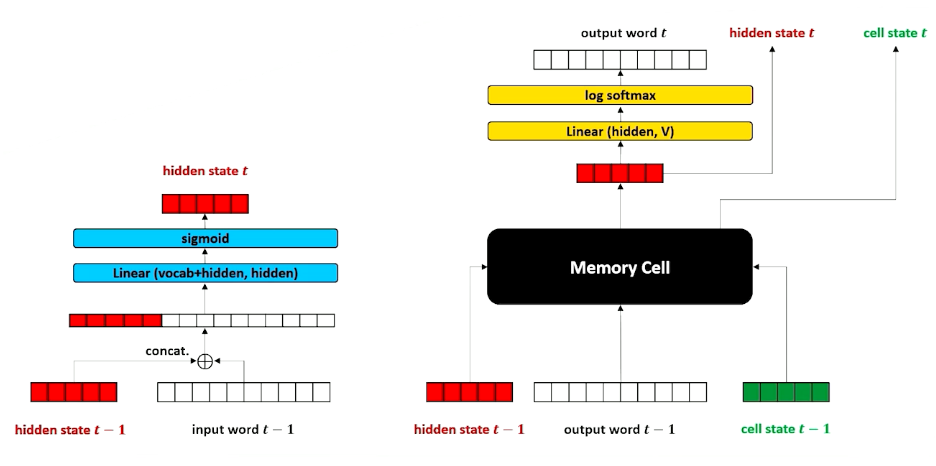 hidden state t
sigmoid
Linear (vocab+hidden, hidden)
concat.
hidden state t − 1
input word t − 1
output word t
hidden state t
cell state t
log softmax
Linear (hidden, V)
Memory Cell
hidden state t − 1
output word t − 1
cell state t − 1